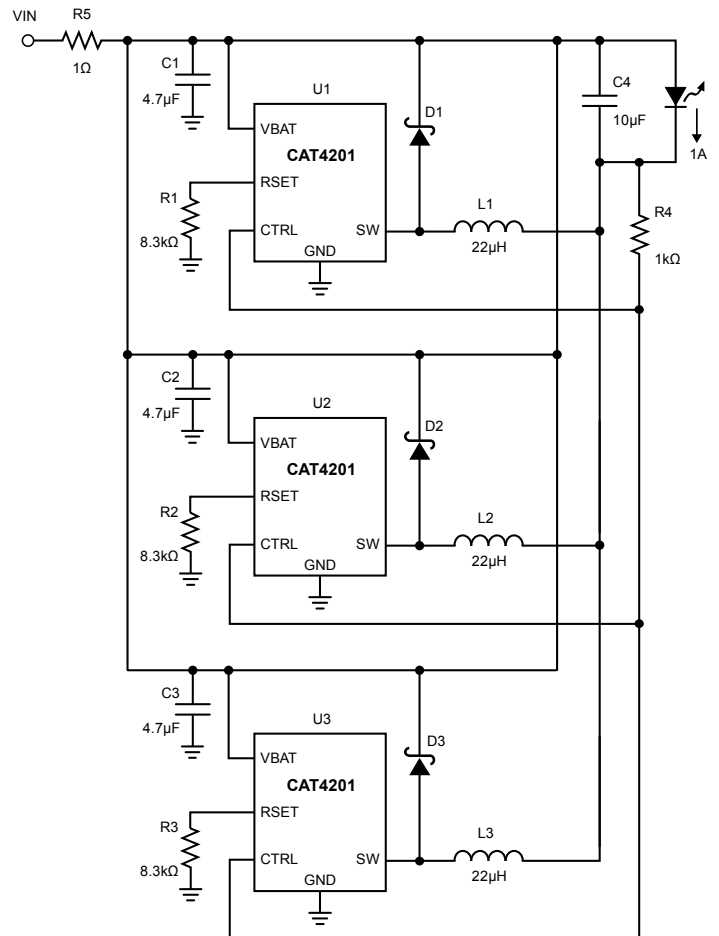 VIN
R5
1Ω
C1
4.7µF
U1
VBAT
CAT4201
RSET
CTRL
SW
GND
R1
8.3kΩ
D1
L1
22µH
C4
10µF
1A
R4
1kΩ
C2
4.7µF
U2
VBAT
CAT4201
RSET
CTRL
SW
GND
R2
8.3kΩ
D2
L2
22µH
C3
4.7µF
U3
VBAT
CAT4201
RSET
CTRL
SW
GND
R3
8.3kΩ
D3
L3
22µH